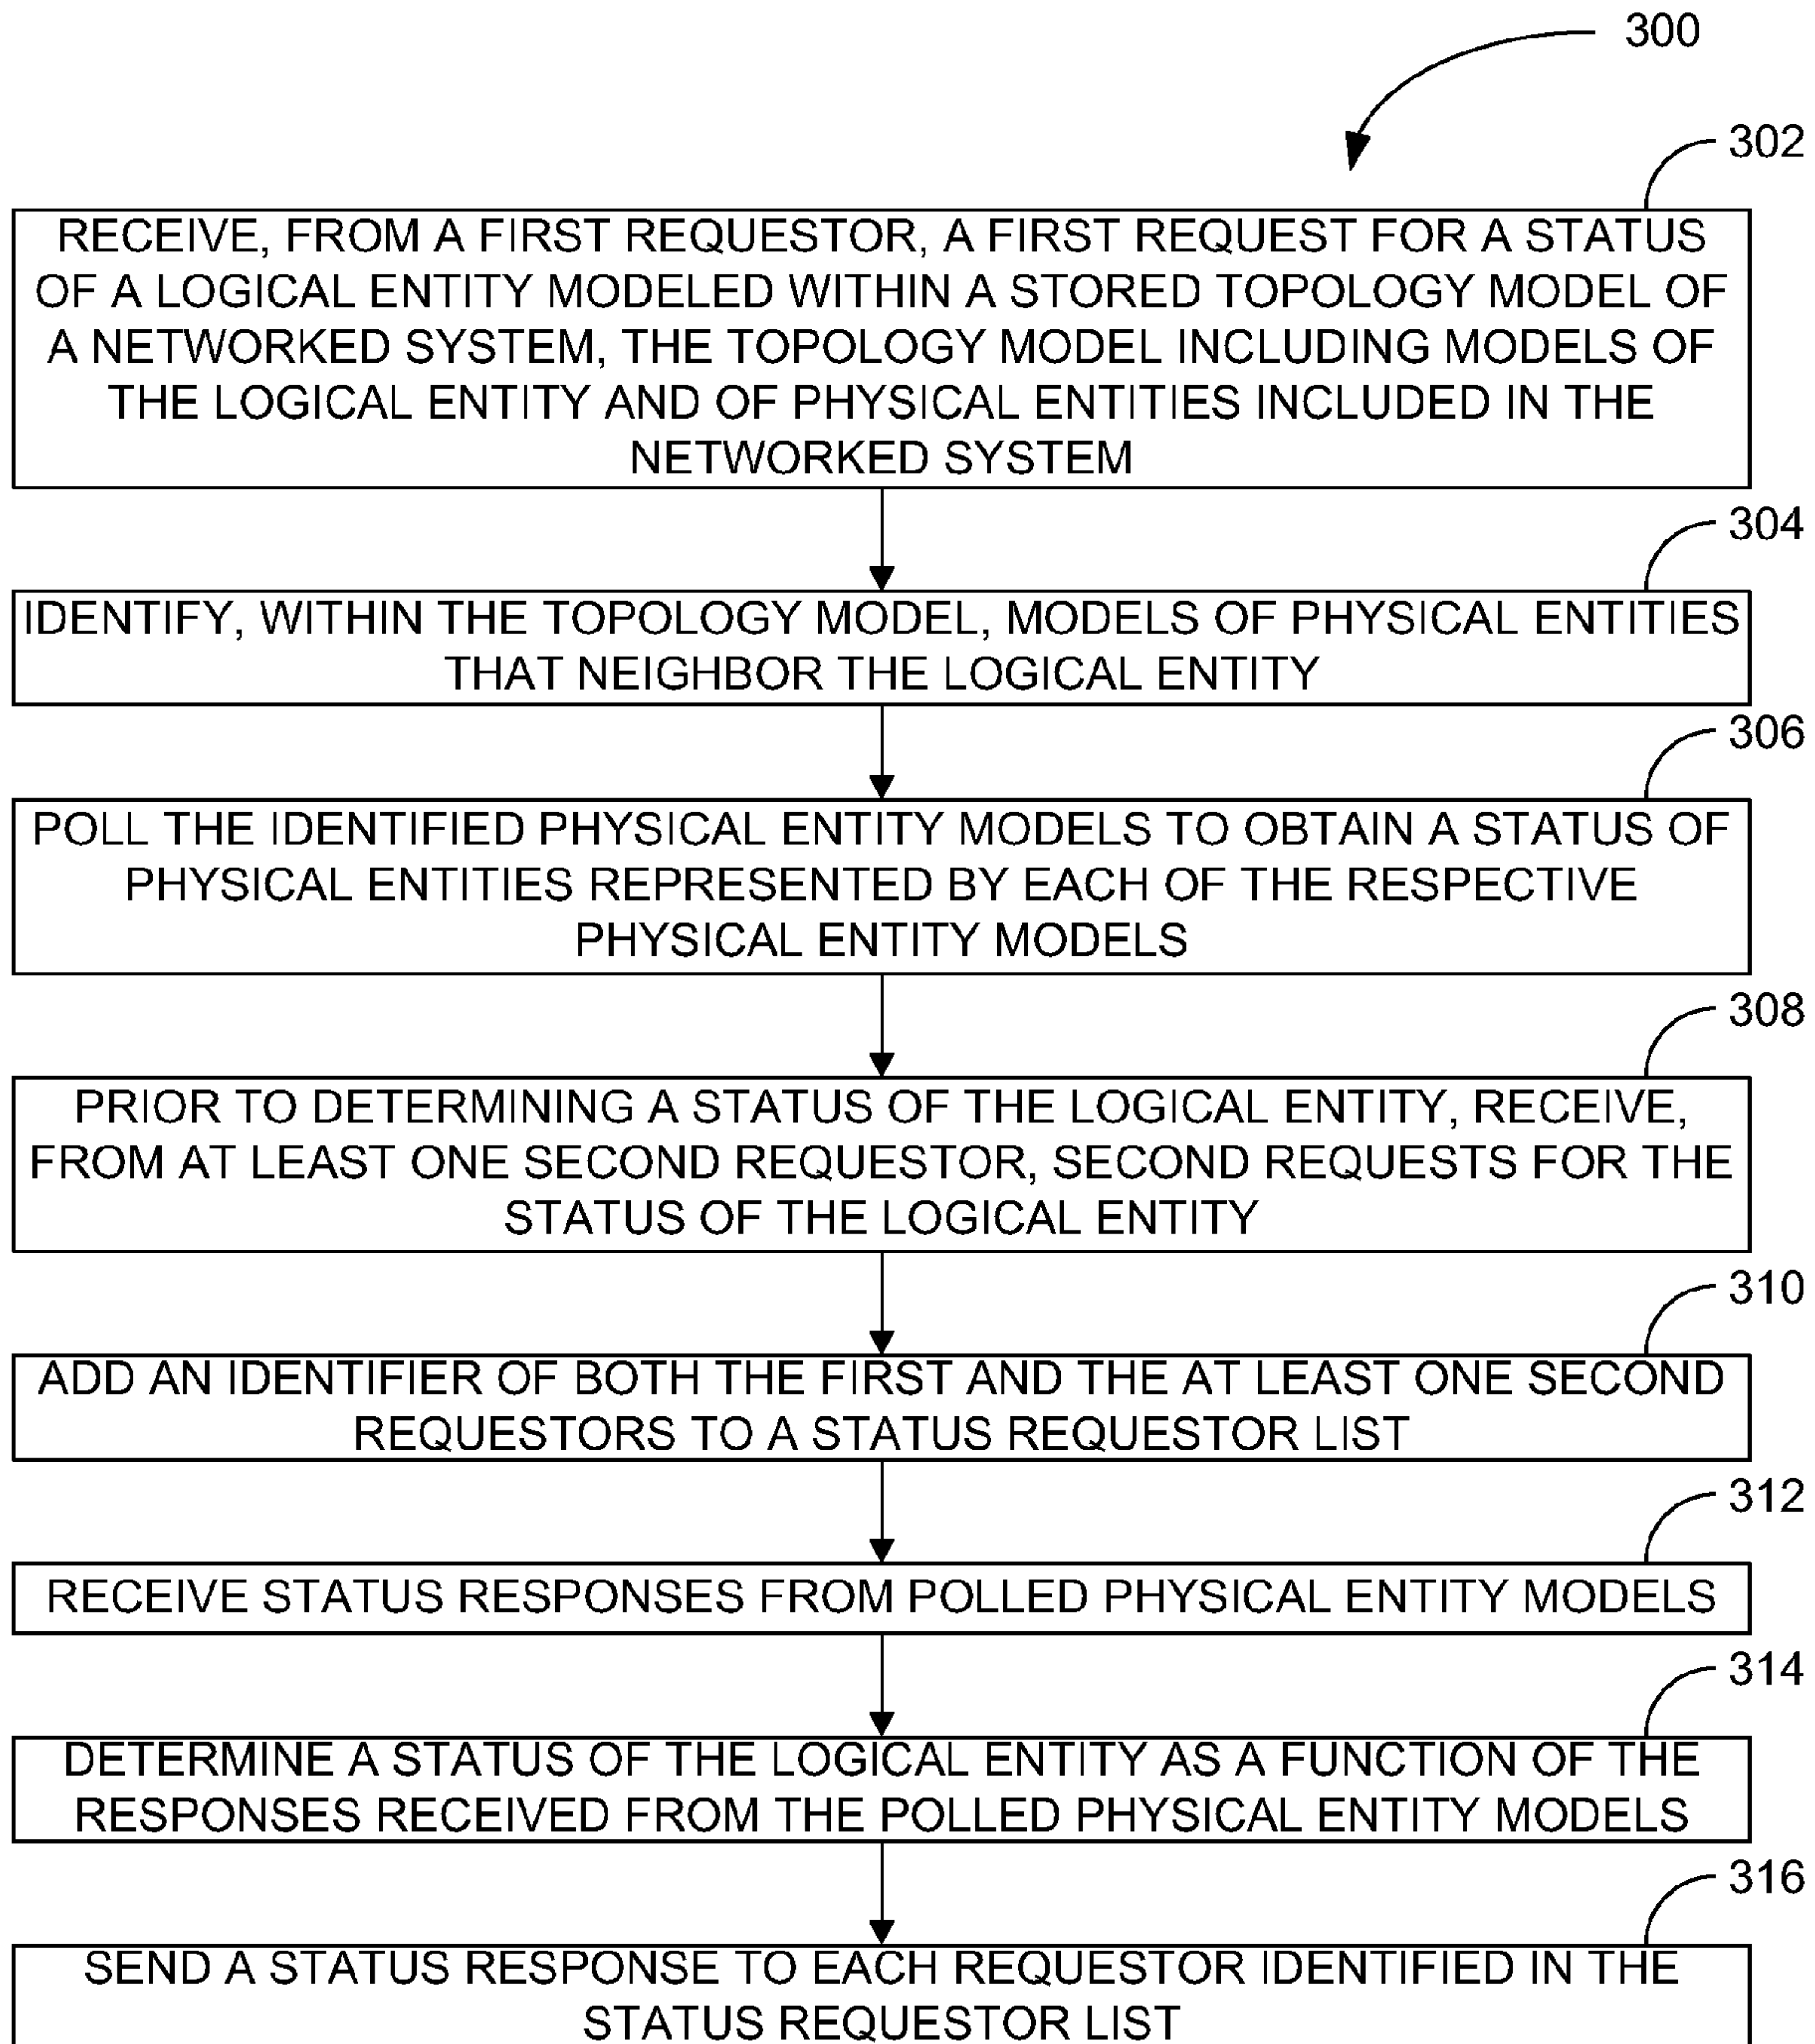 300
302
RECEIVE, FROM A FIRST REQUESTOR, A FIRST REQUEST FOR A STATUS
OF A LOGICAL ENTITY MODELED WITHIN A STORED TOPOLOGY MODEL OF
A NETWORKED SYSTEM, THE TOPOLOGY MODEL INCLUDING MODELS OF
THE LOGICAL ENTITY AND OF PHYSICAL ENTITIES INCLUDED IN THE
NETWORKED SYSTEM
304
IDENTIFY, WITHIN THE TOPOLOGY MODEL, MODELS OF PHYSICAL ENTITIES
THAT NEIGHBOR THE LOGICAL ENTITY
306
POLL THE IDENTIFIED PHYSICAL ENTITY MODELS TO OBTAIN A STATUS OF
PHYSICAL ENTITIES REPRESENTED BY EACH OF THE RESPECTIVE
PHYSICAL ENTITY MODELS
308
PRIOR TO DETERMINING A STATUS OF THE LOGICAL ENTITY, RECEIVE,
FROM AT LEAST ONE SECOND REQUESTOR, SECOND REQUESTS FOR THE
STATUS OF THE LOGICAL ENTITY
310
ADD AN IDENTIFIER OF BOTH THE FIRST AND THE AT LEAST ONE SECOND
REQUESTORS TO A STATUS REQUESTOR LIST
312
RECEIVE STATUS RESPONSES FROM POLLED PHYSICAL ENTITY MODELS
314
DETERMINE A STATUS OF THE LOGICAL ENTITY AS A FUNCTION OF THE
RESPONSES RECEIVED FROM THE POLLED PHYSICAL ENTITY MODELS
316
SEND A STATUS RESPONSE TO EACH REQUESTOR IDENTIFIED IN THE
STATUS REQUESTOR LIST